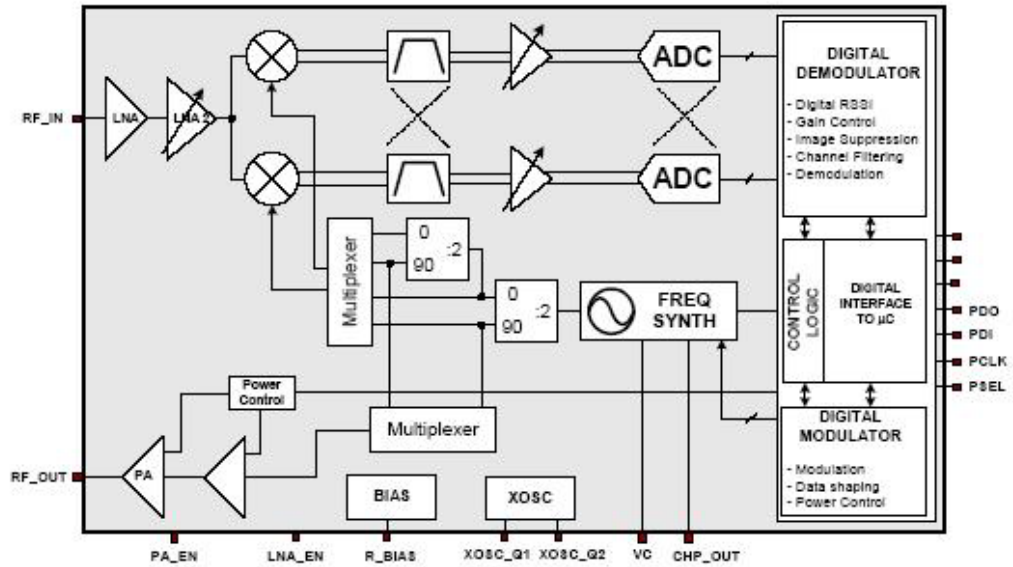 ADC
DIGITAL
DEMODULATOR
- Digital RSSI
- Gain Control
- Image Suppression
- Channel Filtering
- Demodulation
RF_IN
LNA
LNA 2
ADC
Multiplexer
0
:2
90
0
:2
90
FREQ
SYNTH
CONTROL
LOGIC
DIGITAL
INTERFACE
TO µC
PDO
PDI
PCLK
PSEL
Power
Control
Multiplexer
DIGITAL
MODULATOR
- Modulation
- Data shaping
- Power Control
RF_OUT
PA
BIAS
XOSC
PA_EN
LNA_EN
R_BIAS
XOSC_Q1
XOSC_Q2
VC
CHP_OUT